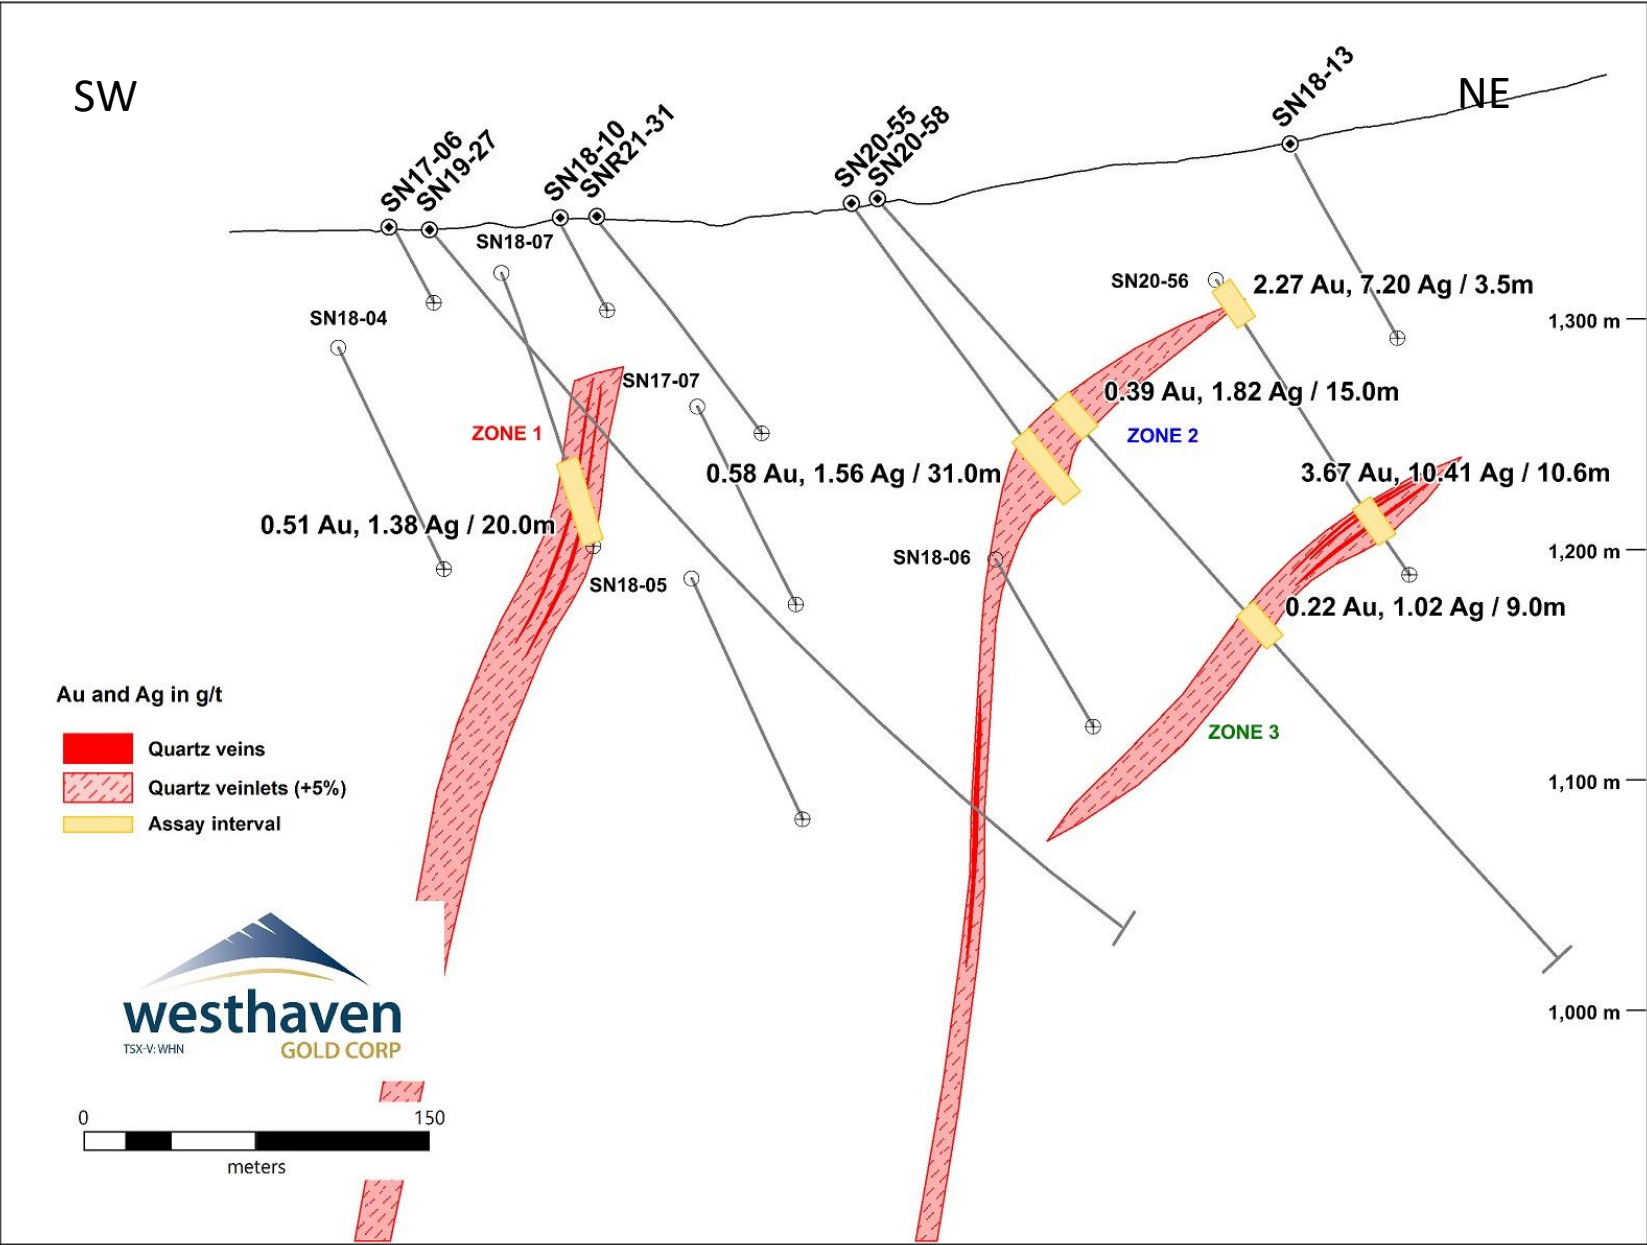 SW
NE
SN17-06
SN19-27
SN18-10
SNR21-31
SN20-55
SN20-58
SN18-13
SN18-07
SN20-56
2.27 Au, 7.20 Ag / 3.5m
SN18-04
1,300 m
SN17-07
0.39 Au, 1.82 Ag / 15.0m
ZONE 1
ZONE 2
0.58 Au, 1.56 Ag / 31.0m
3.67 Au, 10.41 Ag / 10.6m
0.51 Au, 1.38 Ag / 20.0m
1,200 m
SN18-06
SN18-05
0.22 Au, 1.02 Ag / 9.0m
Au and Ag in g/t
ZONE 3
Quartz veins
1,100 m
Quartz veinlets (+5%)
Assay interval
westhaven
1,000 m
TSX-V: WHN
GOLD CORP
0 150
meters